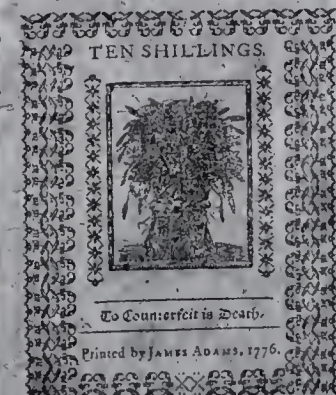 TEN SHILLINGS.
To Counterfeit is Death.
Printed by JAMES ADAMS, 1776.